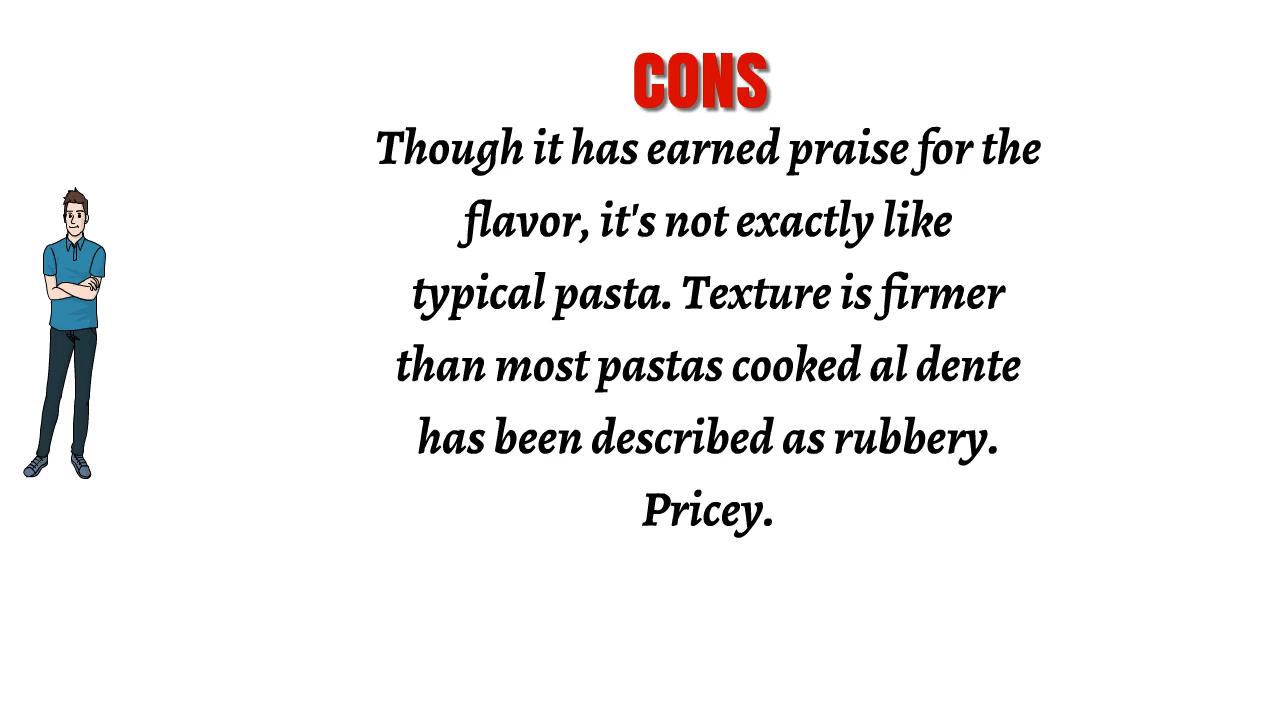 CONS
Though it has earned praise for the
flavor, it's not exactly like
typical pasta. Texture is firmer
than most pastas cooked al dente
has been described as rubbery.
Pricey.